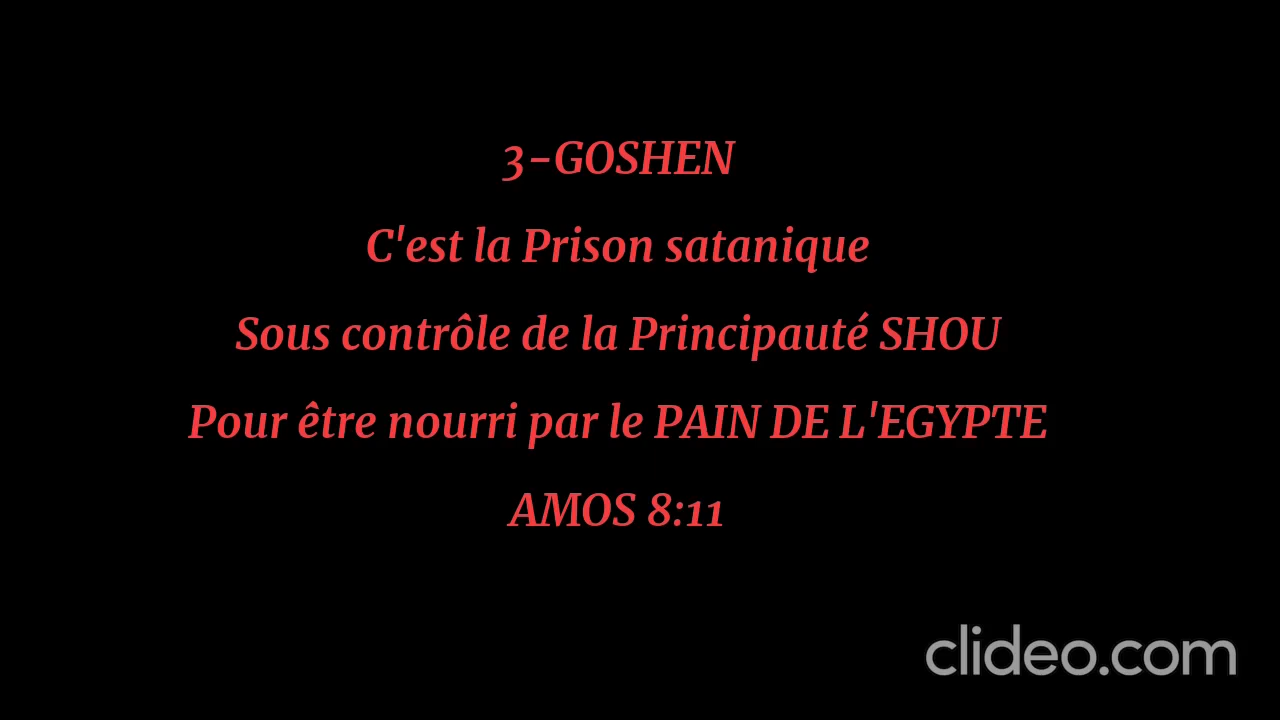 3-GOSHEN
C'est la Prison satanique
Sous contrôle de la Principauté SHOU
Pour être nourri par le PAIN DE L'EGYPTE
AMOS 8:11
clideo.com